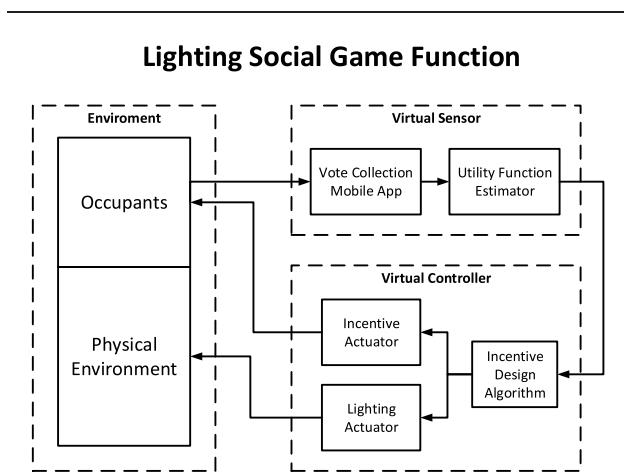 Lighting Social Game Function
Enviroment
Virtual Sensor
Occupants
Vote Collection
Mobile App
Utility Function
Estimator
Virtual Controller
Physical
Environment
Incentive
Actuator
Incentive
Design
Algorithm
Lighting
Actuator